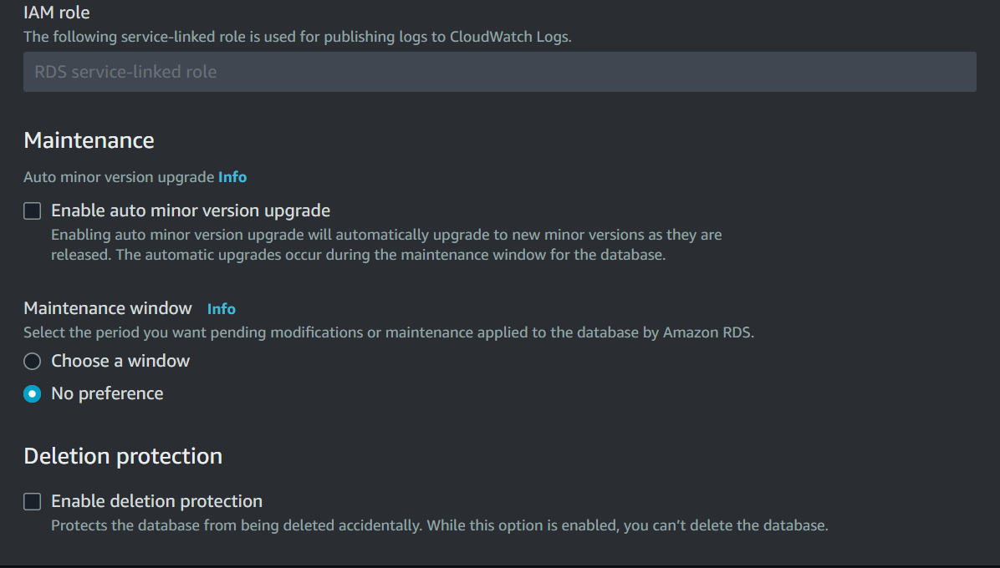 IAM role
The following service-linked role is used for publishing logs to CloudWatch Logs.
RDS service-linked role
Maintenance
Auto minor version upgrade Info
Enable auto minor version upgrade
Enabling auto minor version upgrade will automatically upgrade to new minor versions as they are
released. The automatic upgrades occur during the maintenance window for the database.
Maintenance window Info
Select the period you want pending modifications or maintenance applied to the database by Amazon RDS.
Choose a window
No preference
Deletion protection
Enable deletion protection
Protects the database from being deleted accidentally. While this option is enabled, you can’t delete the database.